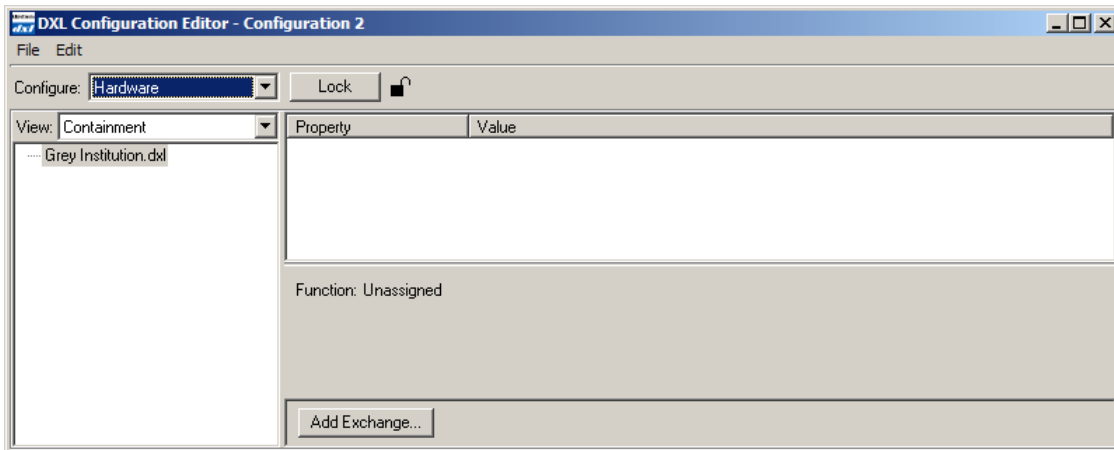 DXL Configuration Editor - Configuration 2
File Edit
Configure: Hardware Lock
View: Containment Property Value
Grey Institution.dxl
Function: Unassigned
Add Exchange...